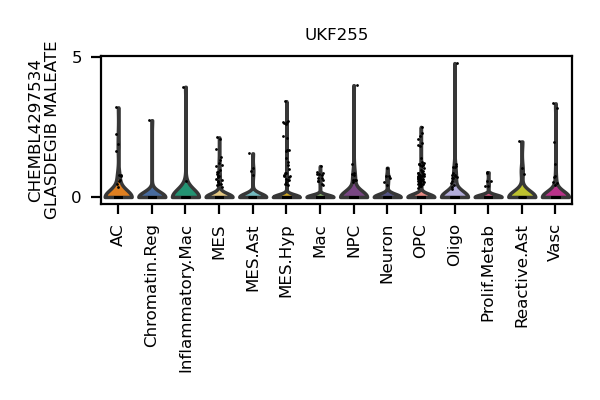 UKF255
CHEMBL4297534
GLASDEGIB MALEATE
5
0
AC
Chromatin.Reg
Inflammatory.Mac
MES
MES.Ast
MES.Hyp
Mac
NPC
Neuron
OPC
Oligo
Prolif.Metab
Reactive.Ast
Vasc